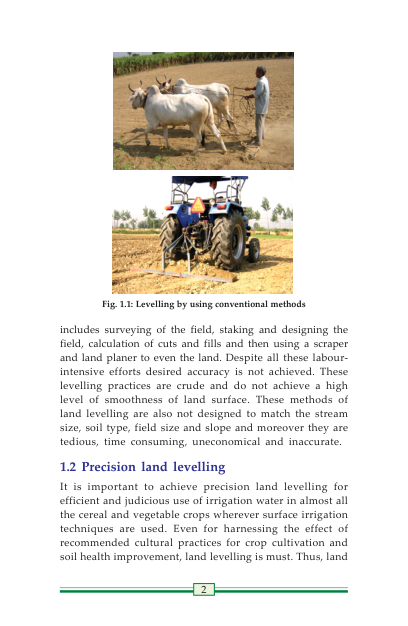 Fig. 1.1: Levelling by using conventional methods
includes surveying of the field, staking and designing the
field, calculation of cuts and fills and then using a scraper
and land planer to even the land. Despite all these labour-
intensive efforts desired accuracy is not achieved. These
levelling practices are crude and do not achieve a high
level of smoothness of land surface. These methods of
land levelling are also not designed to match the stream
size, soil type, field size and slope and moreover they are
tedious, time consuming, uneconomical and inaccurate.
1.2 Precision land levelling
It is important to achieve precision land levelling for
efficient and judicious use of irrigation water in almost all
the cereal and vegetable crops wherever surface irrigation
techniques are used. Even for harnessing the effect of
recommended cultural practices for crop cultivation and
soil health improvement, land levelling is must. Thus, land
2